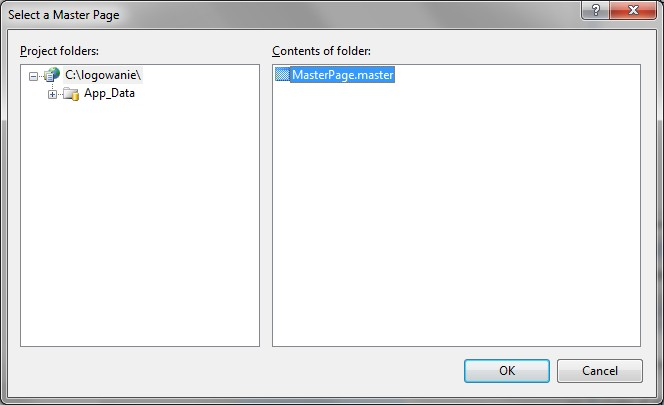 Select a Master Page
Project folders:
Contents of folder:
C:\logowanie\
MasterPage.master
App_Data
OK
Cancel